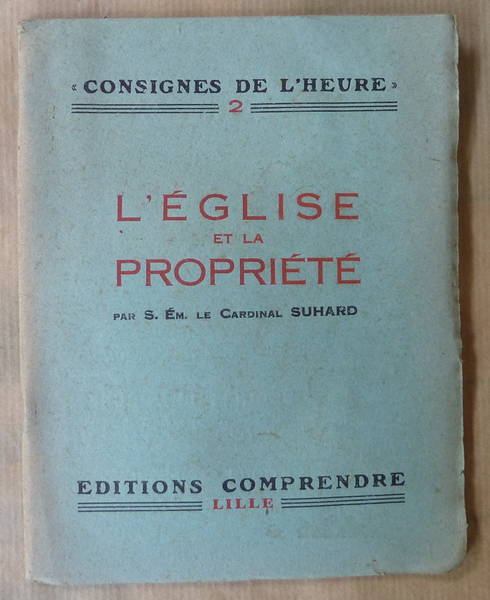 « CONSIGNES DE L'HEURE »
2
L'ÉGLISE
ET LA
PROPRIÉTÉ
PAR S. ÉM. LE CARDINAL SUHARD
EDITIONS COMPRENDRE
LILLE